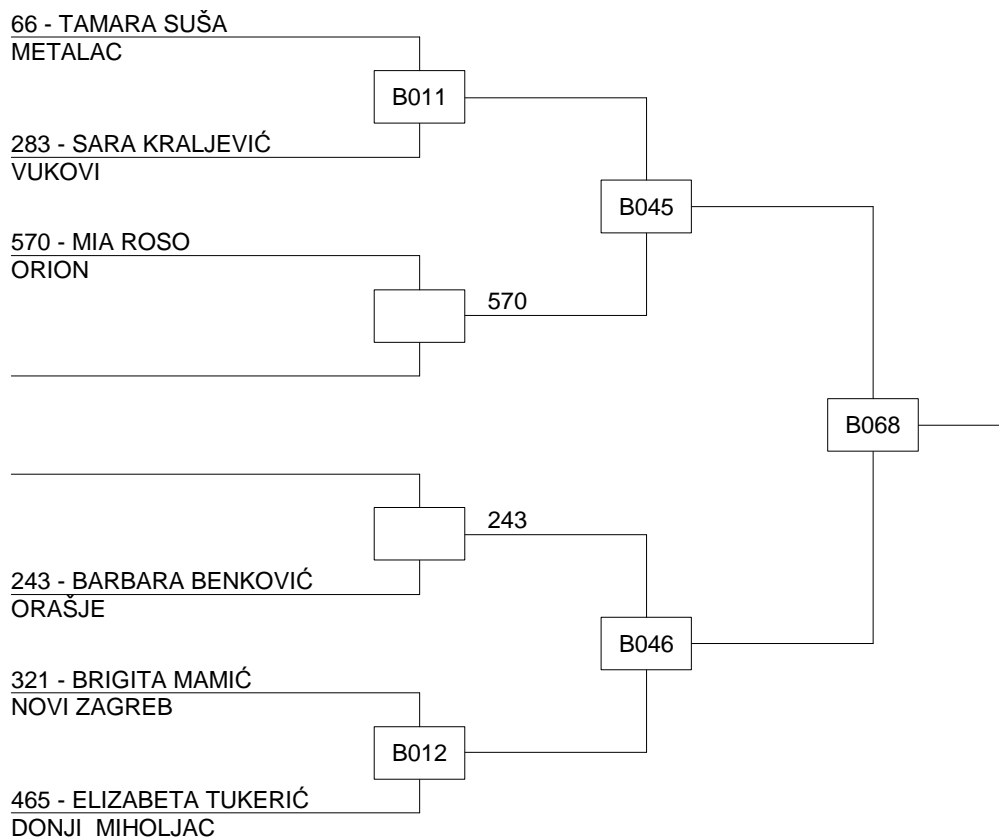 66 - TAMARA SUŠA
METALAC
B011
283 - SARA KRALJEVIĆ
VUKOVI
B045
570 - MIA ROSO
ORION
570
B068
243
243 - BARBARA BENKOVIĆ
ORAŠJE
B046
321 - BRIGITA MAMIĆ
NOVI ZAGREB
B012
465 - ELIZABETA TUKERIĆ
DONJI MIHOLJAC